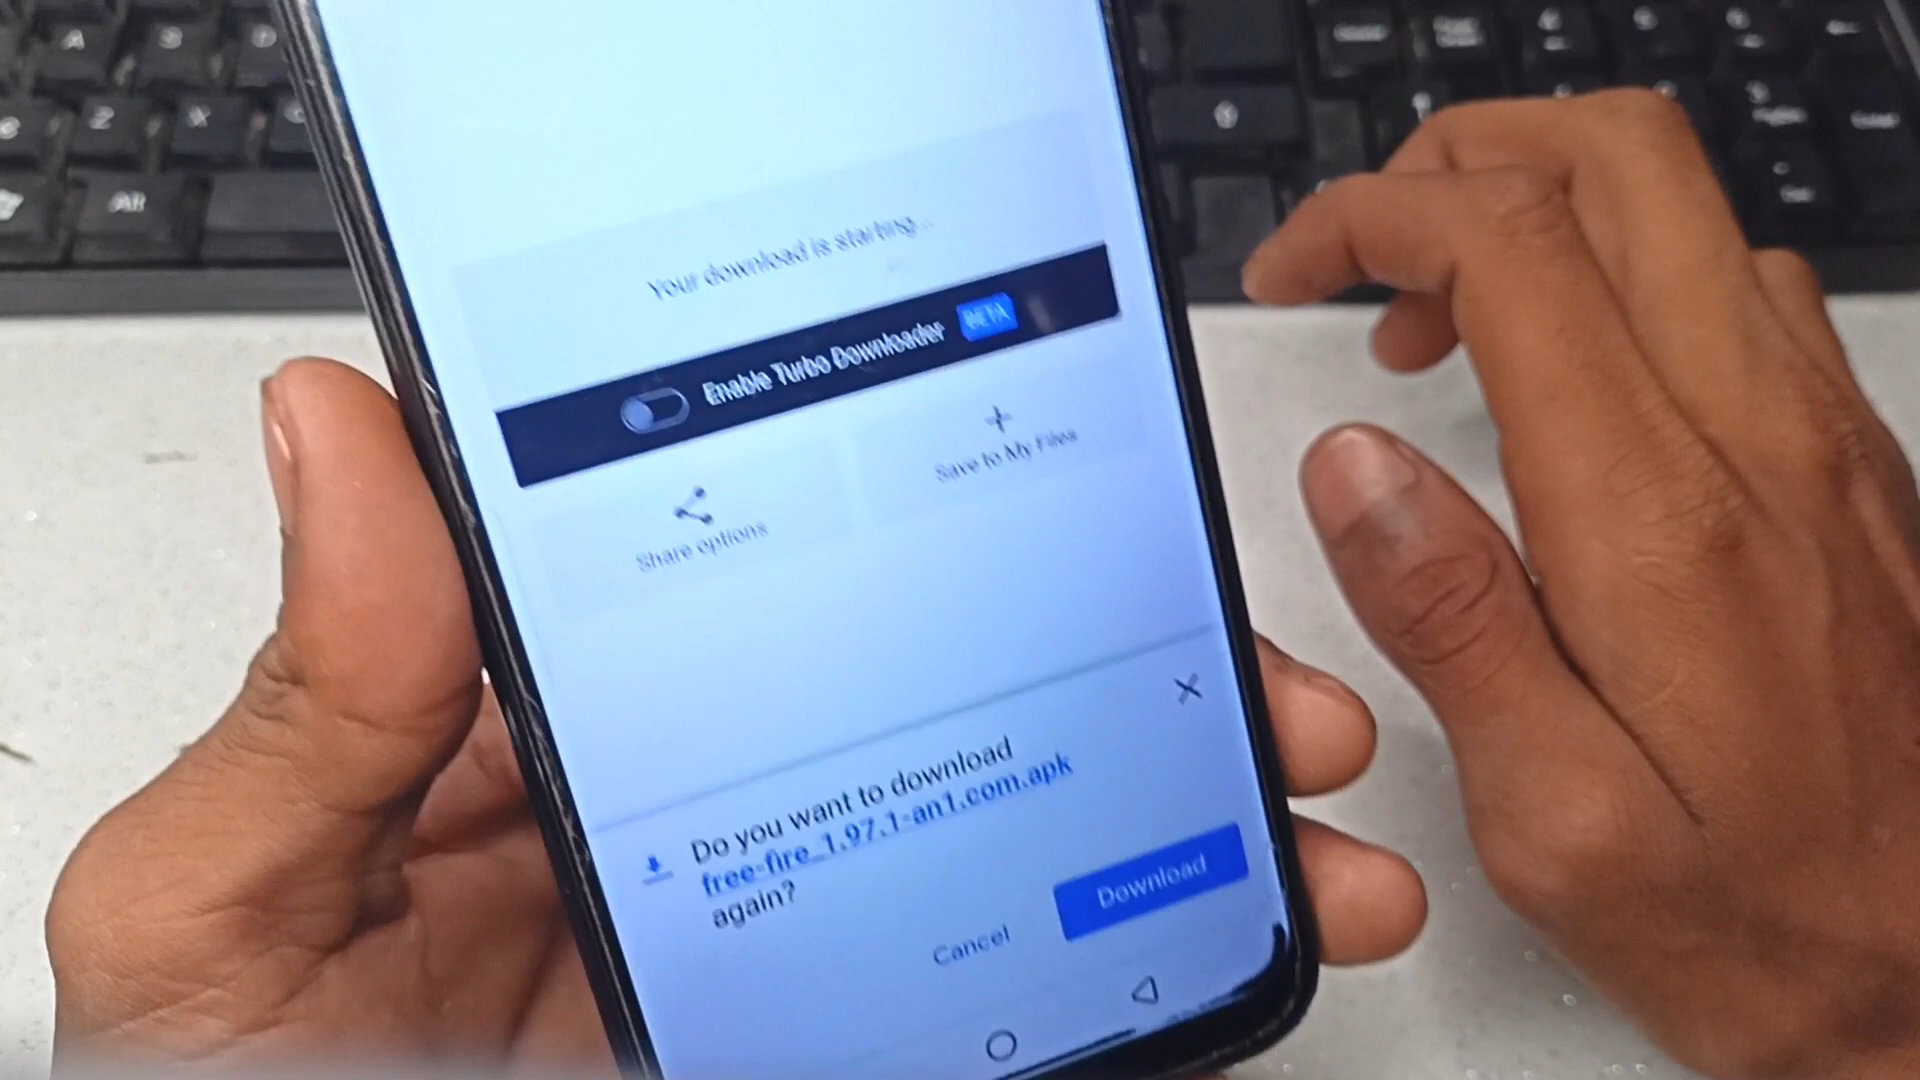 A
S
D
Z
X
Alt
Your download is starting...
Enable Turbo Downloader BETA
Share options
Save to My Files
Do you want to download
free-fire_1.97.1-an1.com.apk
again?
Cancel
Download